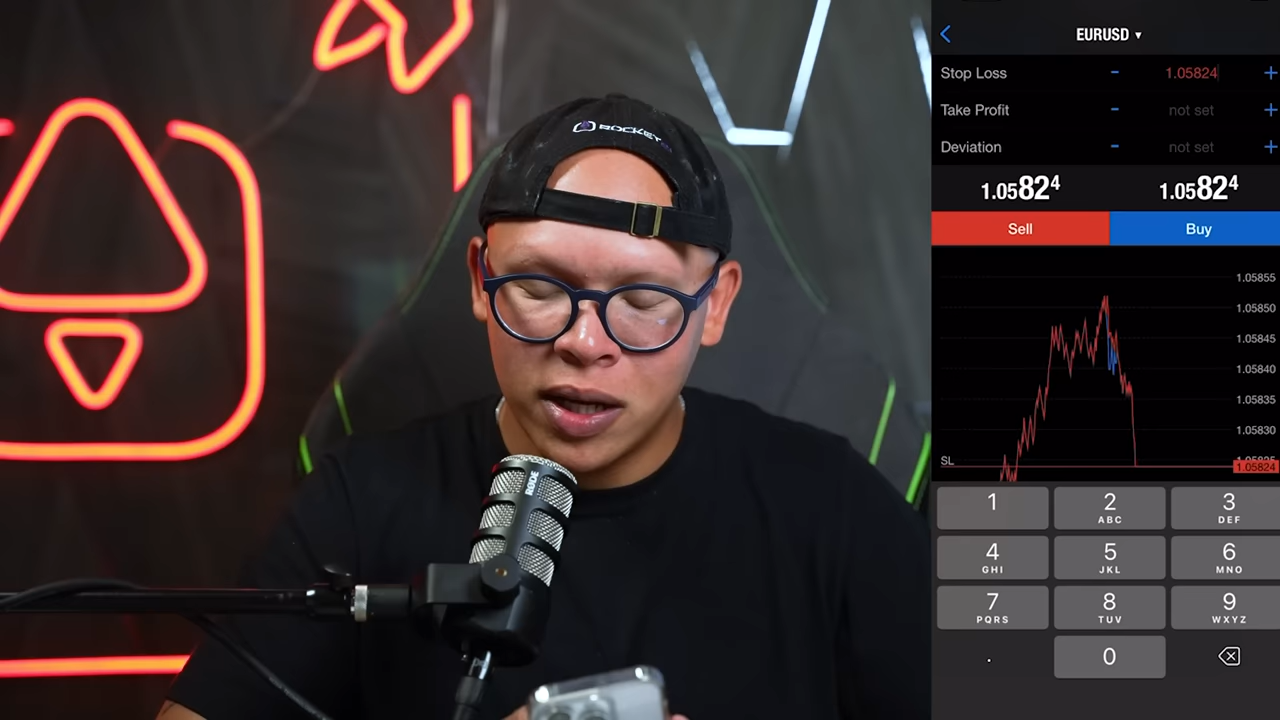 ROCKET
RODE
EURUSD ▾
Stop Loss - 1.05824 +
Take Profit - not set +
Deviation - not set +
1.05824 1.05824
Sell Buy
1.05855
1.05850
1.05845
1.05840
1.05835
1.05830
SL
1.05824
1 2 3
ABC DEF
4 5 6
GHI JKL MNO
7 8 9
PQRS TUV WXYZ
. 0